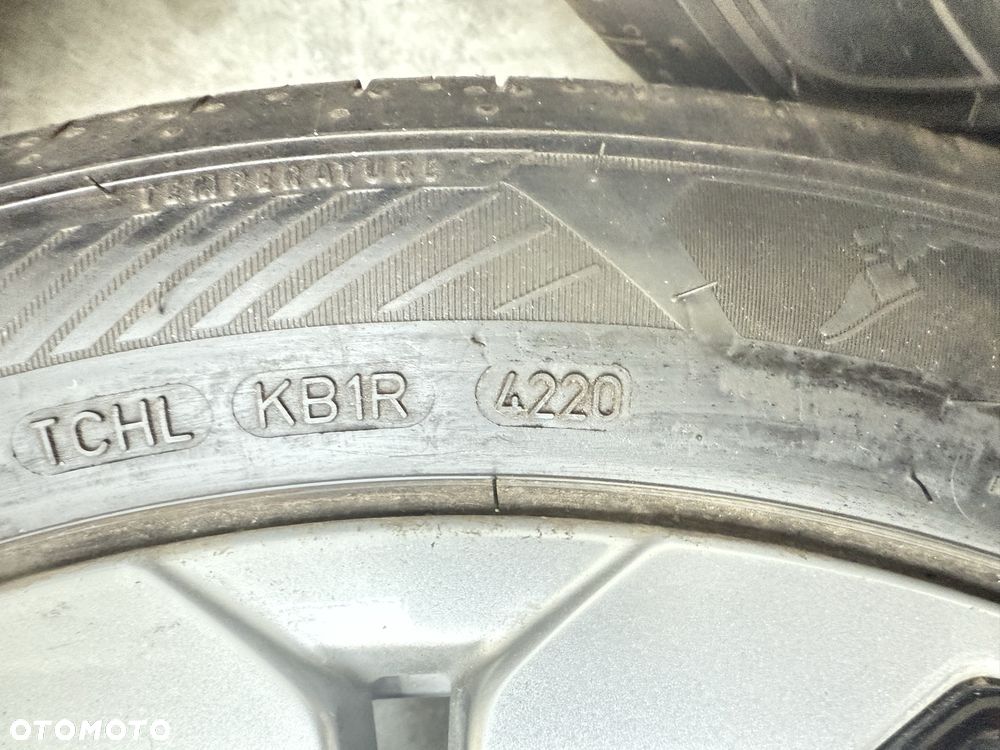 TEMPERATURE
TCHL KB1R 4220
OTOMOTO